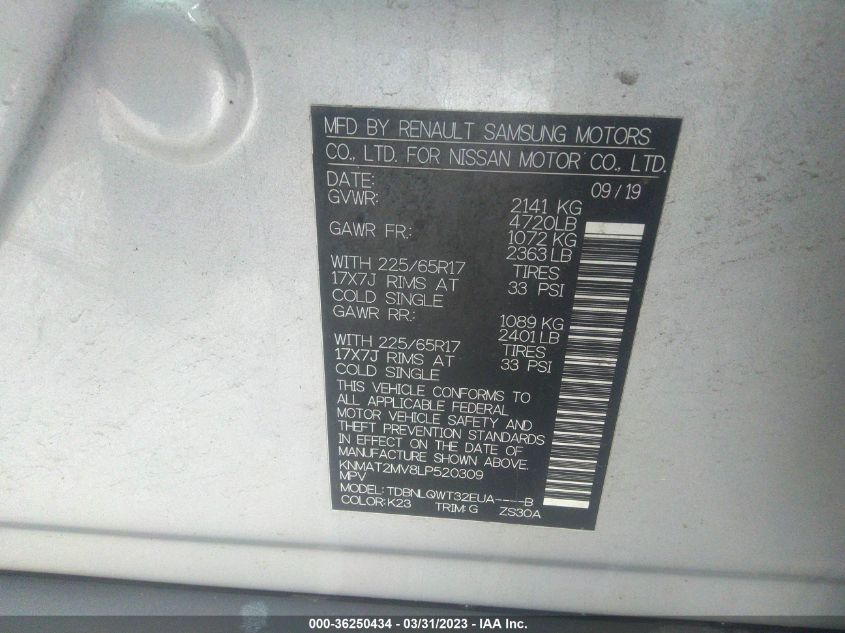 MFD BY RENAULT SAMSUNG MOTORS
CO., LTD. FOR NISSAN MOTOR CO., LTD.
DATE: 09/19
GVWR: 2141 KG
4720LB
GAWR FR.: 1072 KG
2363LB
WITH 225/65R17 TIRES
17X7J RIMS AT 33 PSI
COLD SINGLE
GAWR RR.: 1089 KG
2401LB
WITH 225/65R17 TIRES
17X7J RIMS AT 33 PSI
COLD SINGLE
THIS VEHICLE CONFORMS TO
ALL APPLICABLE FEDERAL
MOTOR VEHICLE SAFETY AND
THEFT PREVENTION STANDARDS
IN EFFECT ON THE DATE OF
MANUFACTURE SHOWN ABOVE.
KNMAT2MV8LP520309
MPV
MODEL: TDBNLQWT32EUA----B
COLOR: K23 TRIM: G ZS30A
000-36250434 - 03/31/2023 - IAA Inc.